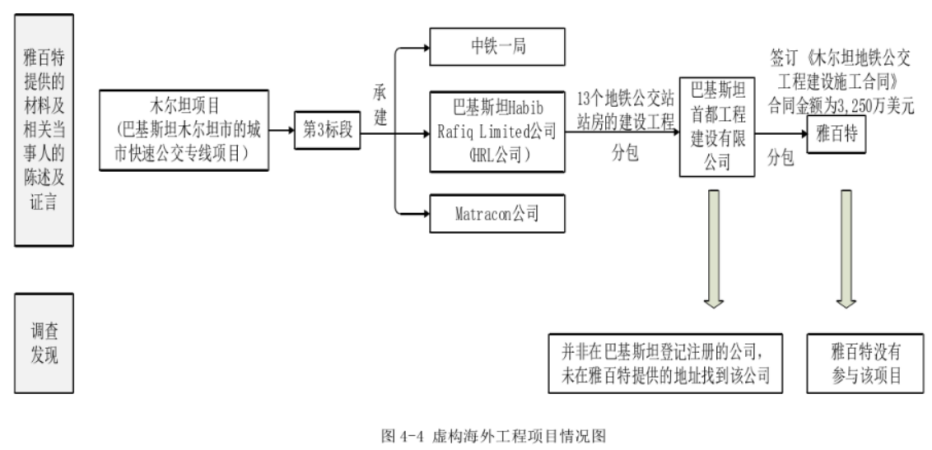 雅百特
提供的
材料及
相关当
事人的
陈述及
证言
木尔坦项目
(巴基斯坦木尔坦市的城
市快速公交专线项目)
第3标段
承建
中铁一局
巴基斯坦Habib
Rafiq Limited公司
(HRL公司)
Matracon公司
13个地铁公交站
站房的建设工程
分包
巴基斯坦
首都工程
建设有限
公司
签订《木尔坦地铁公交
工程建设施工合同》
合同金额为3,250万美元
分包
雅百特
调查
发现
并非在巴基斯坦登记注册的公司,
未在雅百特提供的地址找到该公司
雅百特没有
参与该项目
图4-4 虚构海外工程项目情况图